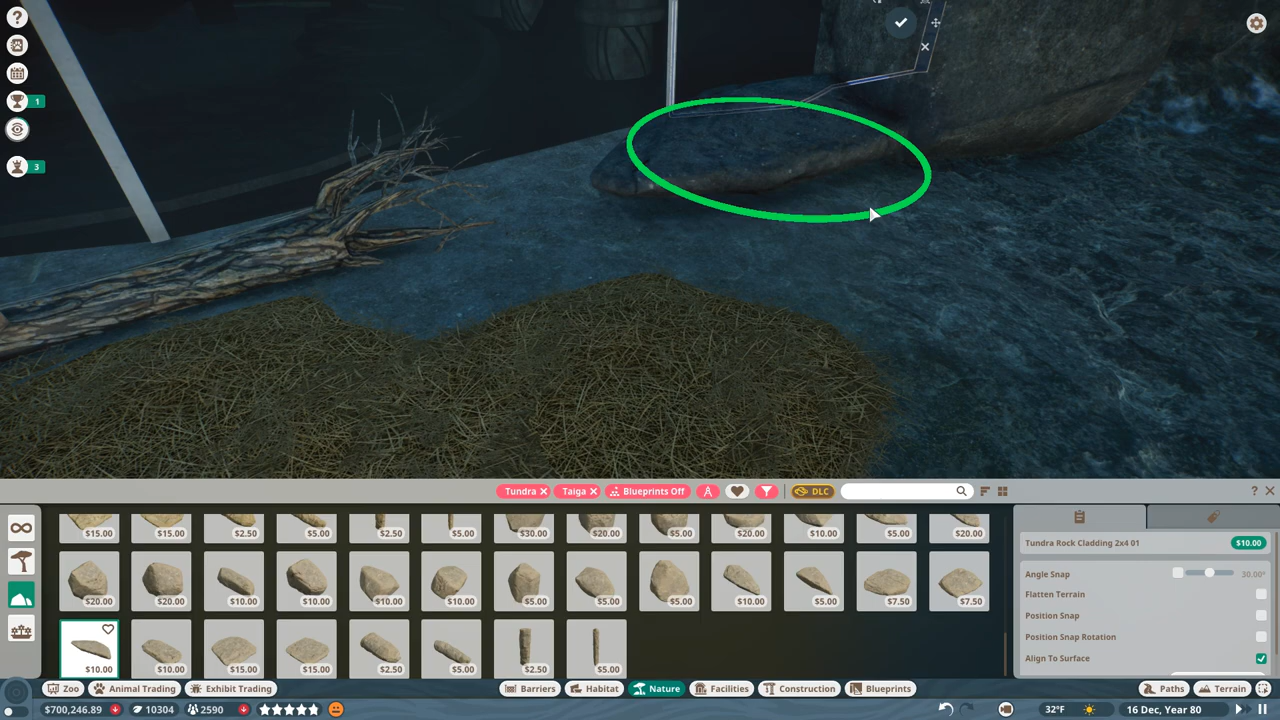 ?
1
3
Tundra ✕ Taiga ✕ Blueprints Off DLC ? ✕
$15.00 $15.00 $2.50 $5.00 $2.50 $5.00 $30.00 $20.00 $5.00 $20.00 $10.00 $5.00 $20.00
$20.00 $20.00 $10.00 $10.00 $10.00 $10.00 $5.00 $5.00 $5.00 $10.00 $5.00 $7.50 $7.50
$10.00 $10.00 $15.00 $15.00 $2.50 $5.00 $2.50 $5.00
Tundra Rock Cladding 2x4 01 $10.00
Angle Snap 30.00°
Flatten Terrain
Position Snap
Position Snap Rotation
Align To Surface
Zoo Animal Trading Exhibit Trading Barriers Habitat Nature Facilities Construction Blueprints Paths Terrain
$700,246.89 10304 2590 32°F 16 Dec, Year 80